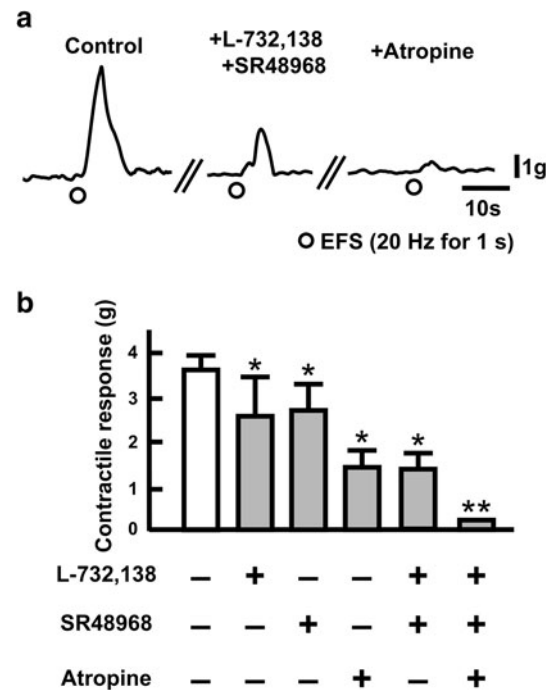 a
Control
+L-732,138
+SR48968
+Atropine
1g
10s
EFS (20 Hz for 1 s)
b
Contractile response (g)
4
3
2
1
0
* * * * **
L-732,138 – + – – + +
SR48968 – – + – + +
Atropine – – – + – +